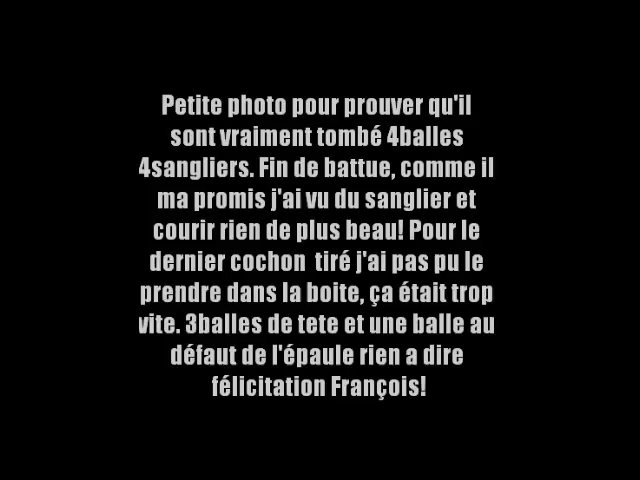 Petite photo pour prouver qu'il
sont vraiment tombé 4balles
4sangliers. Fin de battue, comme il
ma promis j'ai vu du sanglier et
courir rien de plus beau! Pour le
dernier cochon  tiré j'ai pas pu le
prendre dans la boite, ça était trop
vite. 3balles de tete et une balle au
défaut de l'épaule rien a dire
félicitation François!